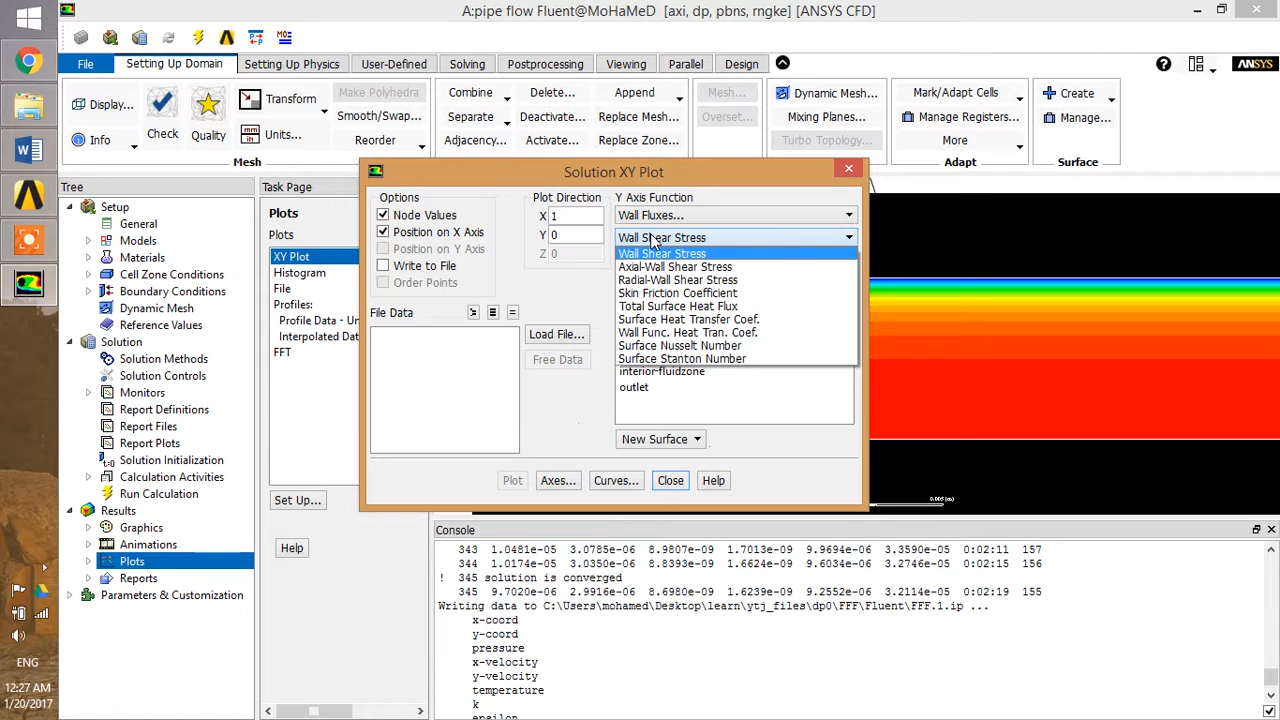 A:pipe flow Fluent@MoHaMeD [axi, dp, pbns, rngke] [ANSYS CFD]
File
Setting Up Domain
Setting Up Physics
User-Defined
Solving
Postprocessing
Viewing
Parallel
Design
ANSYS
Display...
Info
Check
Quality
Transform
Units...
Make Polyhedra
Smooth/Swap...
Reorder
Mesh
Combine
Separate
Adjacency...
Delete...
Deactivate...
Activate...
Append
Replace Mesh...
Replace Zone...
Mesh...
Overset...
Dynamic Mesh...
Mixing Planes...
Turbo Topology...
Mark/Adapt Cells
Manage Registers...
More
Adapt
Create
Manage...
Surface
Tree
Setup
General
Models
Materials
Cell Zone Conditions
Boundary Conditions
Dynamic Mesh
Reference Values
Solution
Solution Methods
Solution Controls
Monitors
Report Definitions
Report Files
Report Plots
Solution Initialization
Calculation Activities
Run Calculation
Results
Graphics
Animations
Plots
Reports
Parameters & Customization
Task Page
Plots
Plots
XY Plot
Histogram
File
Profiles:
Profile Data - Un
Interpolated Dat
FFT
Set Up...
Help
Solution XY Plot
Options
Node Values
Position on X Axis
Position on Y Axis
Write to File
Order Points
File Data
Plot Direction
X 1
Y 0
Z 0
Load File...
Free Data
Y Axis Function
Wall Fluxes...
Wall Shear Stress
Wall Shear Stress
Axial-Wall Shear Stress
Radial-Wall Shear Stress
Skin Friction Coefficient
Total Surface Heat Flux
Surface Heat Transfer Coef.
Wall Func. Heat Tran. Coef.
Surface Nusselt Number
Surface Stanton Number
interior-fluidzone
outlet
New Surface
Plot
Axes...
Curves...
Close
Help
0.005 (m)
Console
343 1.0481e-05 3.0785e-06 8.9807e-09 1.7013e-09 9.9694e-06 3.3590e-05 0:02:11 157
344 1.0174e-05 3.0350e-06 8.8393e-09 1.6624e-09 9.6034e-06 3.2746e-05 0:02:15 156
! 345 solution is converged
345 9.7020e-06 2.9916e-06 8.6980e-09 1.6239e-09 9.2552e-06 3.2114e-05 0:02:19 155
Writing data to C:\Users\mohamed\Desktop\learn\ytj_files\dp0\FFF\Fluent\FFF.1.ip ...
x-coord
y-coord
pressure
x-velocity
y-velocity
temperature
k
epsilon
ENG
12:27 AM
1/20/2017